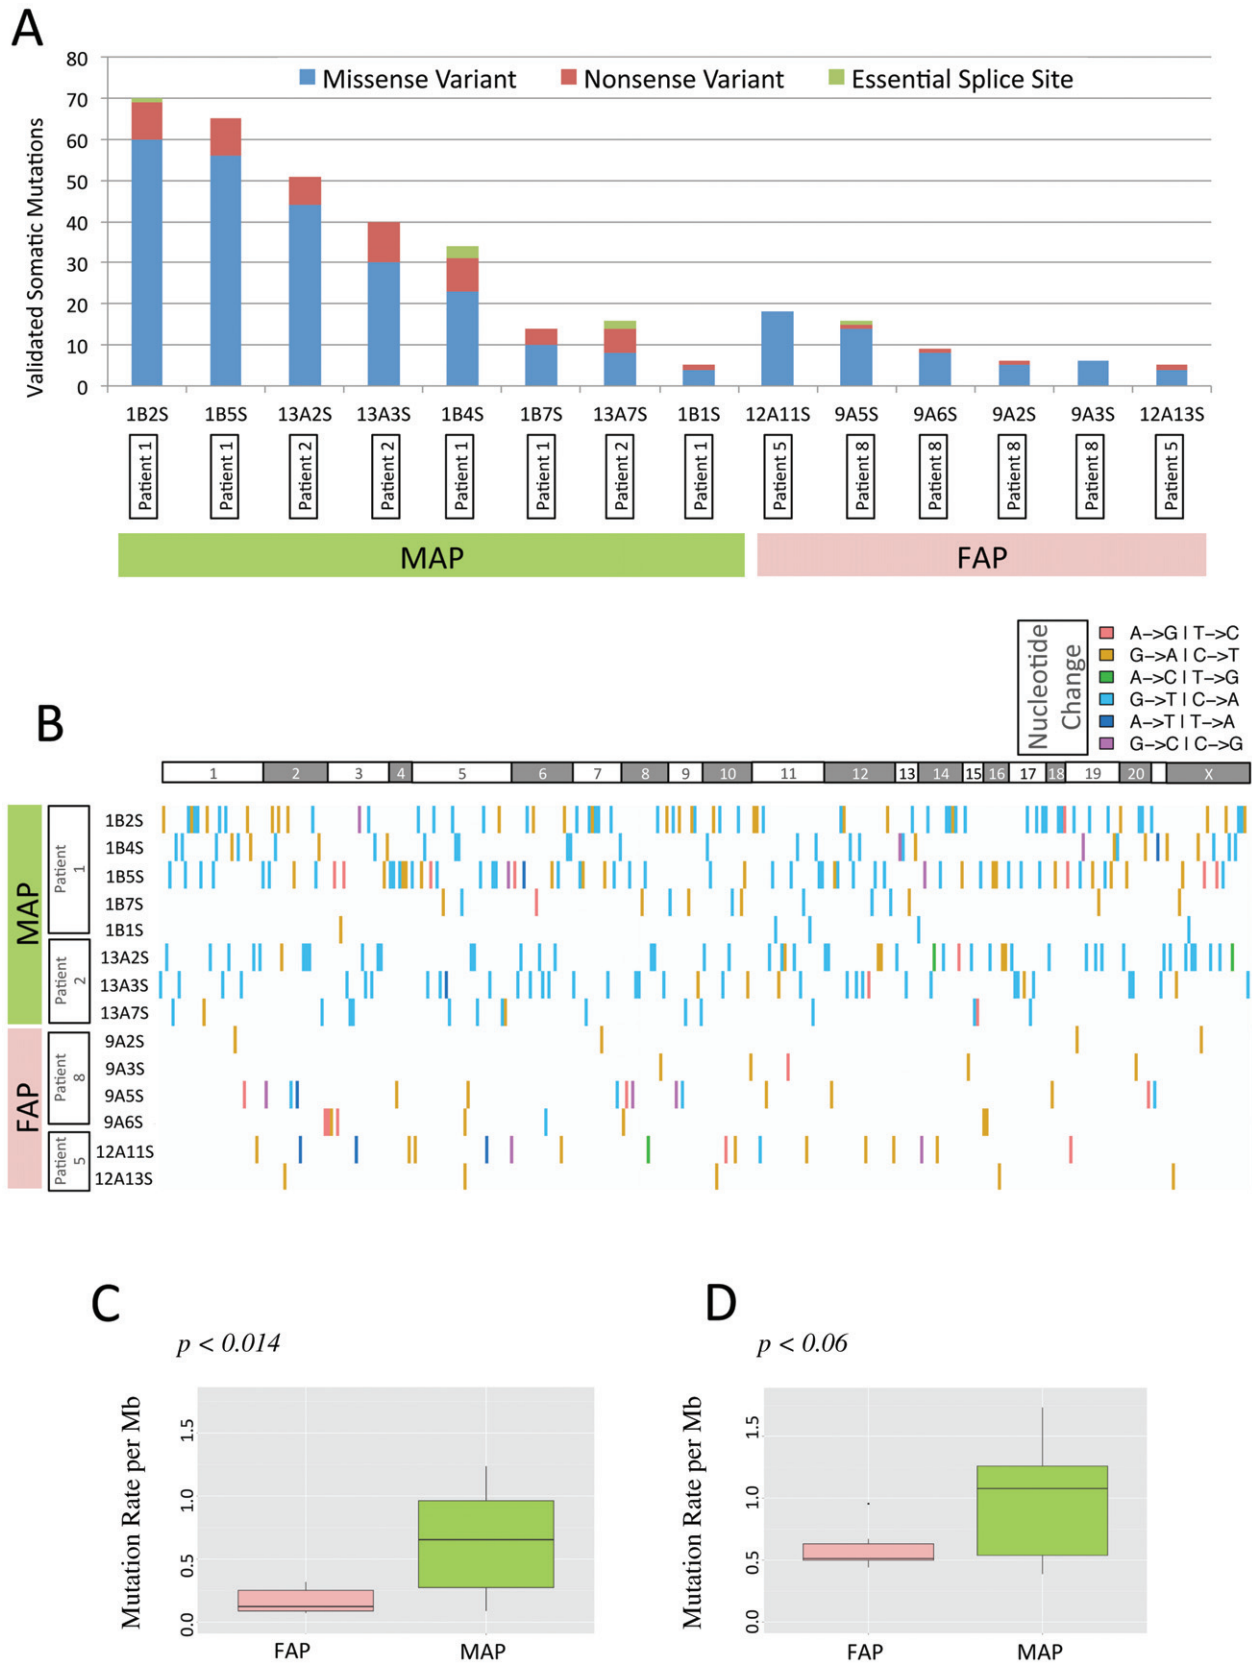 A
80
70
60
50
40
30
20
10
0
Validated Somatic Mutations
Missense Variant
Nonsense Variant
Essential Splice Site
1B2S 1B5S 13A2S 13A3S 1B4S 1B7S 13A7S 1B1S 12A11S 9A5S 9A6S 9A2S 9A3S 12A13S
Patient 1 Patient 1 Patient 2 Patient 2 Patient 1 Patient 1 Patient 2 Patient 1 Patient 5 Patient 8 Patient 8 Patient 8 Patient 8 Patient 5
MAP FAP
Nucleotide
Change
A->G | T->C
G->A | C->T
A->C | T->G
G->T | C->A
A->T | T->A
G->C | C->G
B
1 2 3 4 5 6 7 8 9 10 11 12 13 14 15 16 17 18 19 20 X
MAP
FAP
Patient
1
Patient
2
Patient
8
Patient
5
1B2S
1B4S
1B5S
1B7S
1B1S
13A2S
13A3S
13A7S
9A2S
9A3S
9A5S
9A6S
12A11S
12A13S
C
p < 0.014
Mutation Rate per Mb
1.5
1.0
0.5
0.0
FAP MAP
D
p < 0.06
Mutation Rate per Mb
1.5
1.0
0.5
0.0
FAP MAP